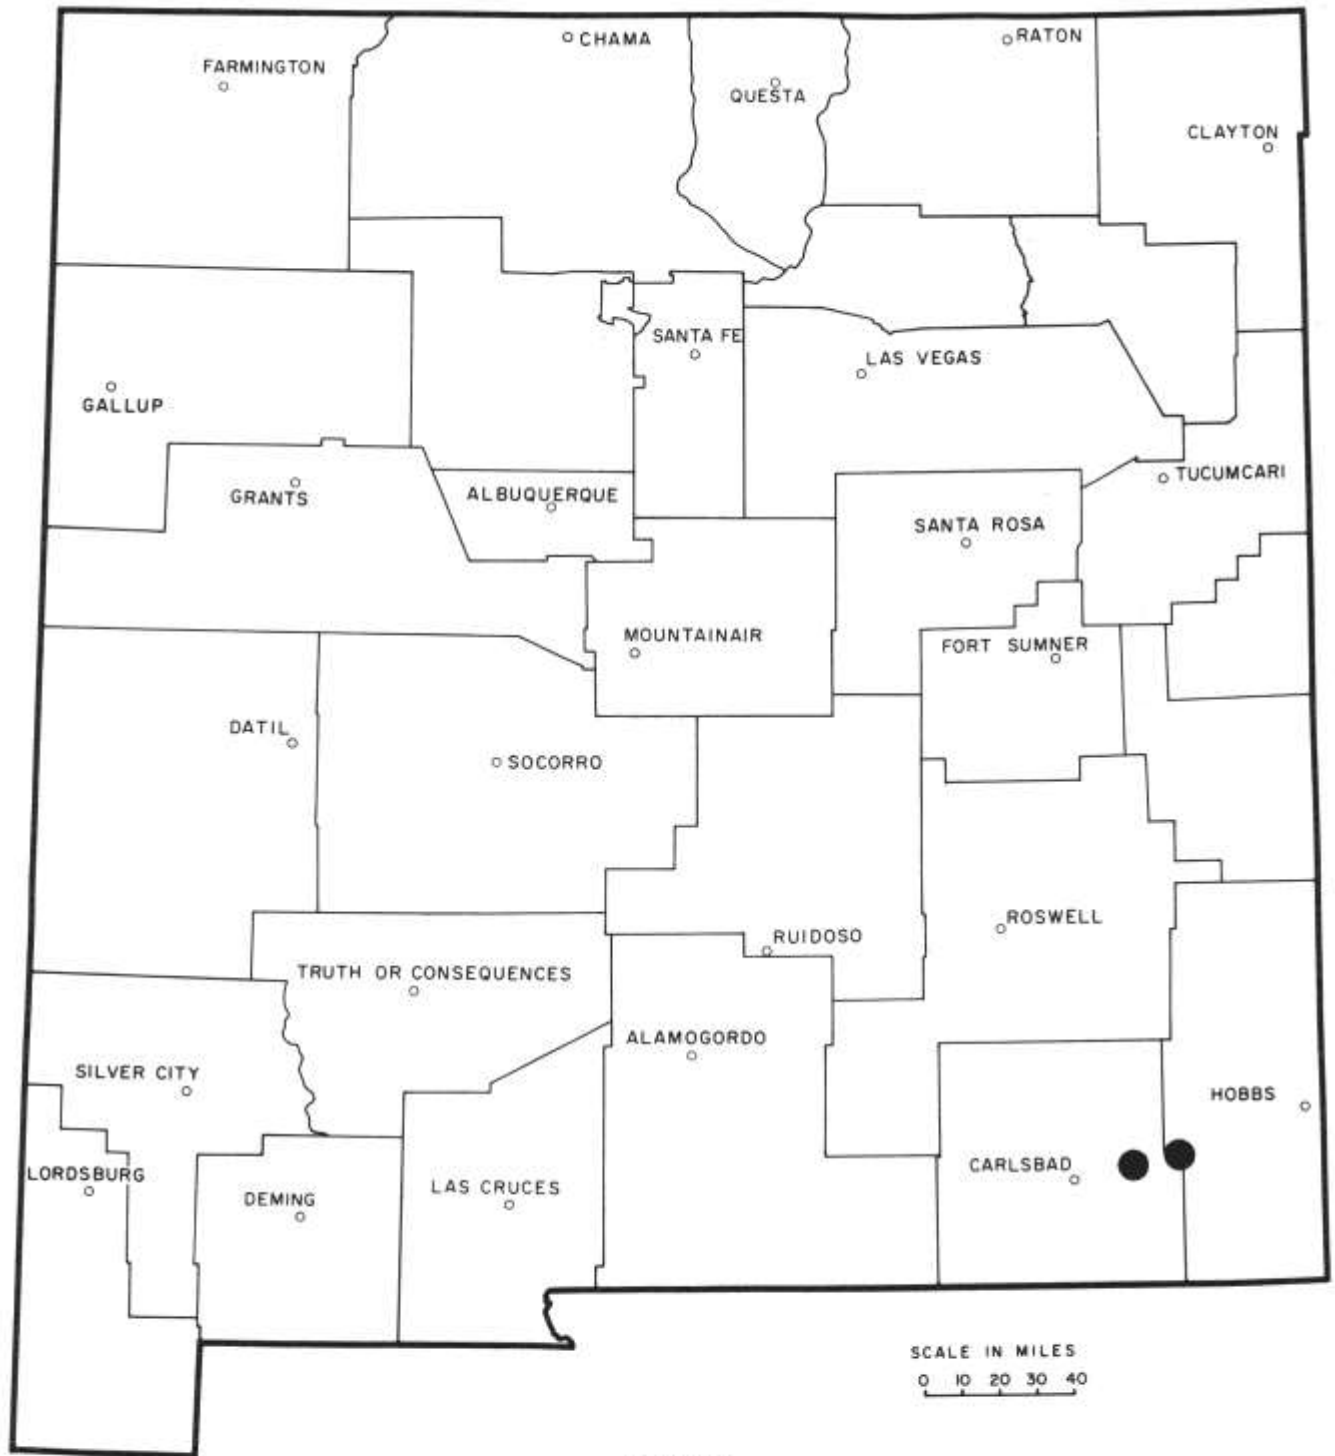 CHAMA
RATON
FARMINGTON
QUESTA
CLAYTON
SANTA FE
LAS VEGAS
GALLUP
TUCUMCARI
GRANTS
ALBUQUERQUE
SANTA ROSA
MOUNTAINAIR
FORT SUMNER
DATIL
SOCORRO
ROSWELL
RUIDOSO
TRUTH OR CONSEQUENCES
ALAMOGORDO
SILVER CITY
HOBBS
CARLSBAD
LORDSBURG
LAS CRUCES
DEMING
SCALE IN MILES
0 10 20 30 40